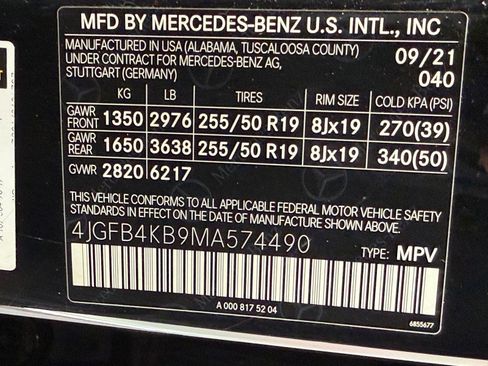 MFD BY MERCEDES-BENZ U.S. INTL., INC
MANUFACTURED IN USA (ALABAMA, TUSCALOOSA COUNTY)
UNDER CONTRACT FOR MERCEDES-BENZ AG,
STUTTGART (GERMANY)
09/21
040
KG LB TIRES RIM SIZE COLD KPA (PSI)
GAWR FRONT 1350 2976 255/50 R19 8Jx19 270(39)
GAWR REAR 1650 3638 255/50 R19 8Jx19 340(50)
GVWR 2820 6217
THIS VEHICLE CONFORMS TO ALL APPLICABLE FEDERAL MOTOR VEHICLE SAFETY
STANDARDS IN EFFECT ON THE DATE OF MANUFACTURE SHOWN ABOVE.
4JGFB4KB9MA574490
TYPE: MPV
A 000 817 52 04
6855677